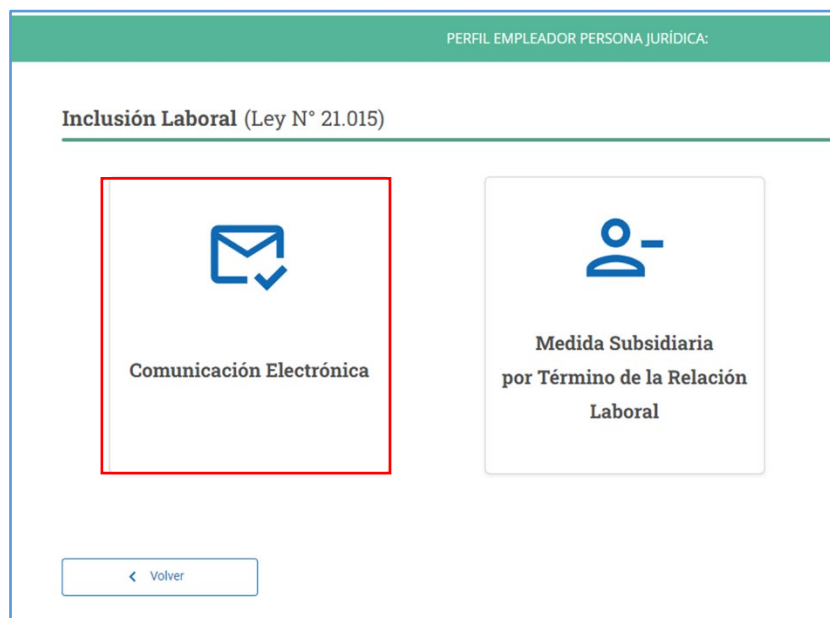 PERFIL EMPLEADOR PERSONA JURÍDICA:
Inclusión Laboral (Ley N° 21.015)
Comunicación Electrónica
Medida Subsidiaria
por Término de la Relación
Laboral
Volver